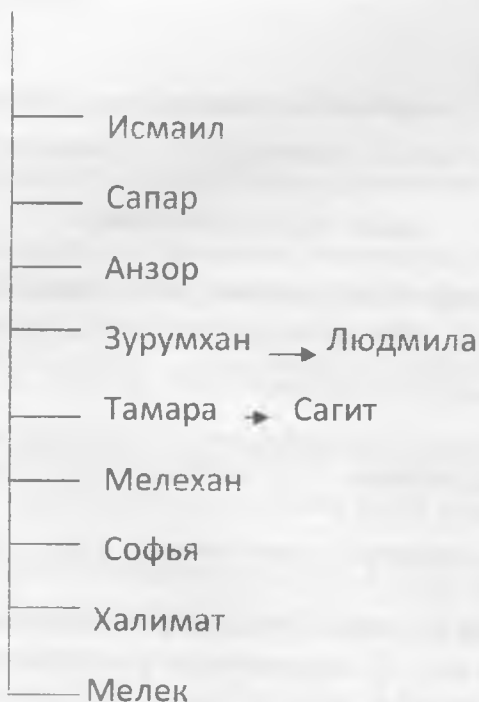 Исмаил
Сапар
Анзор
Зурумхан → Людмила
Тамара → Сагит
Мелехан
Софья
Халимат
Мелек